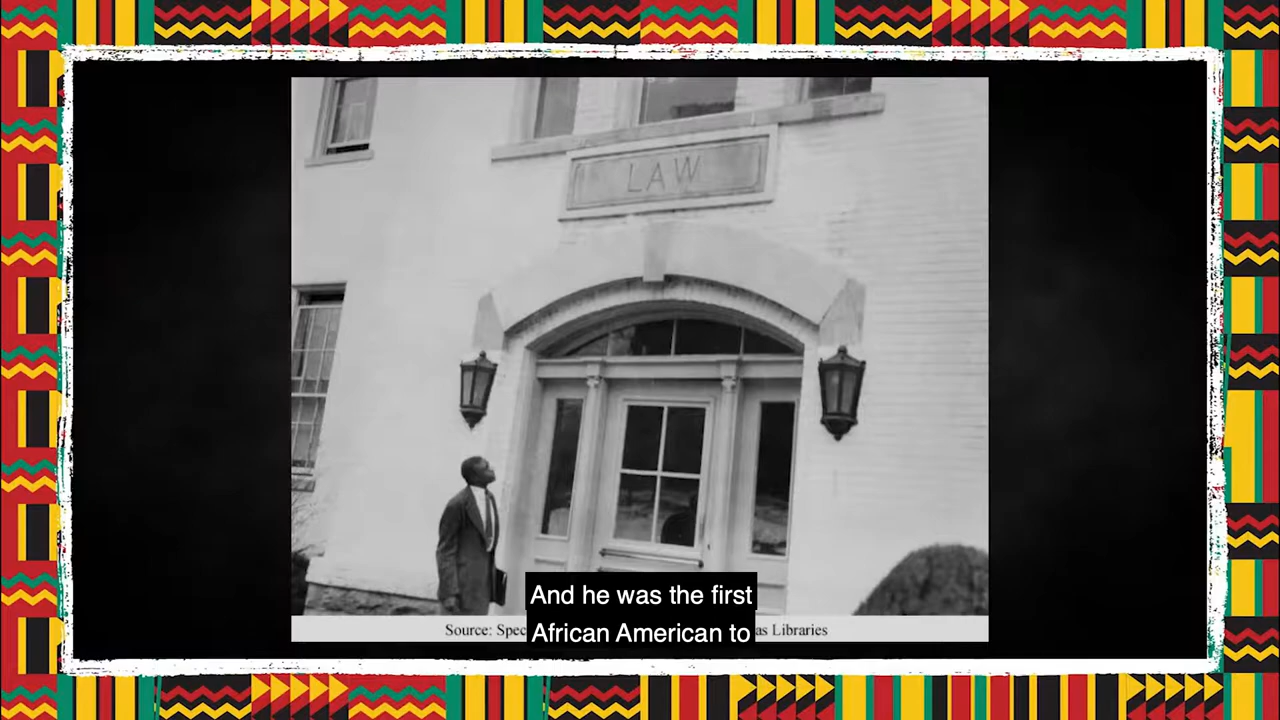 LAW
And he was the first
African American to
Source: Spec as Libraries